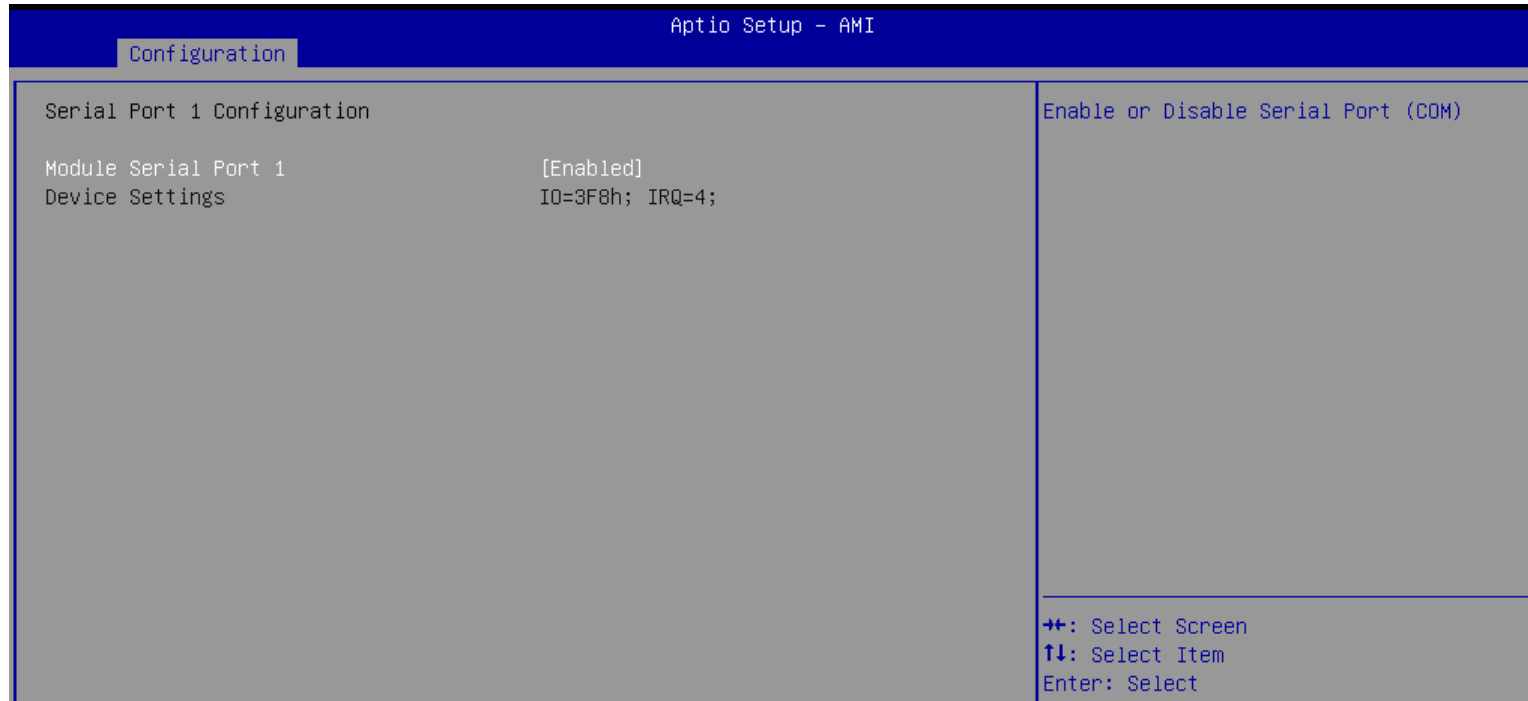 Aptio Setup – AMI
Configuration
Serial Port 1 Configuration
Module Serial Port 1 [Enabled]
Device Settings IO=3F8h; IRQ=4;
Enable or Disable Serial Port (COM)
→←: Select Screen
↑↓: Select Item
Enter: Select